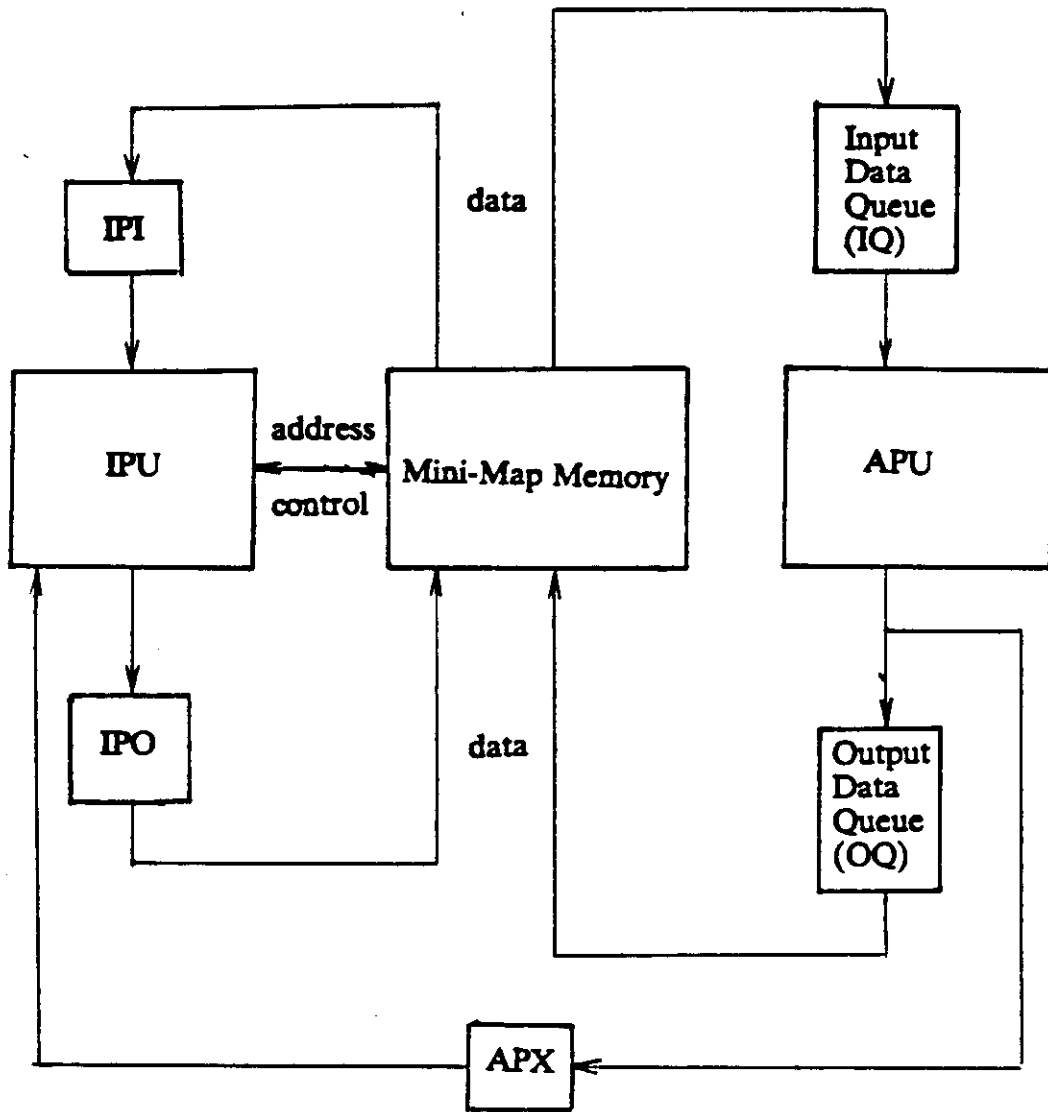 Input
Data
Queue
(IQ)
IPI
data
IPU
address
control
Mini-Map Memory
APU
IPO
data
Output
Data
Queue
(OQ)
APX